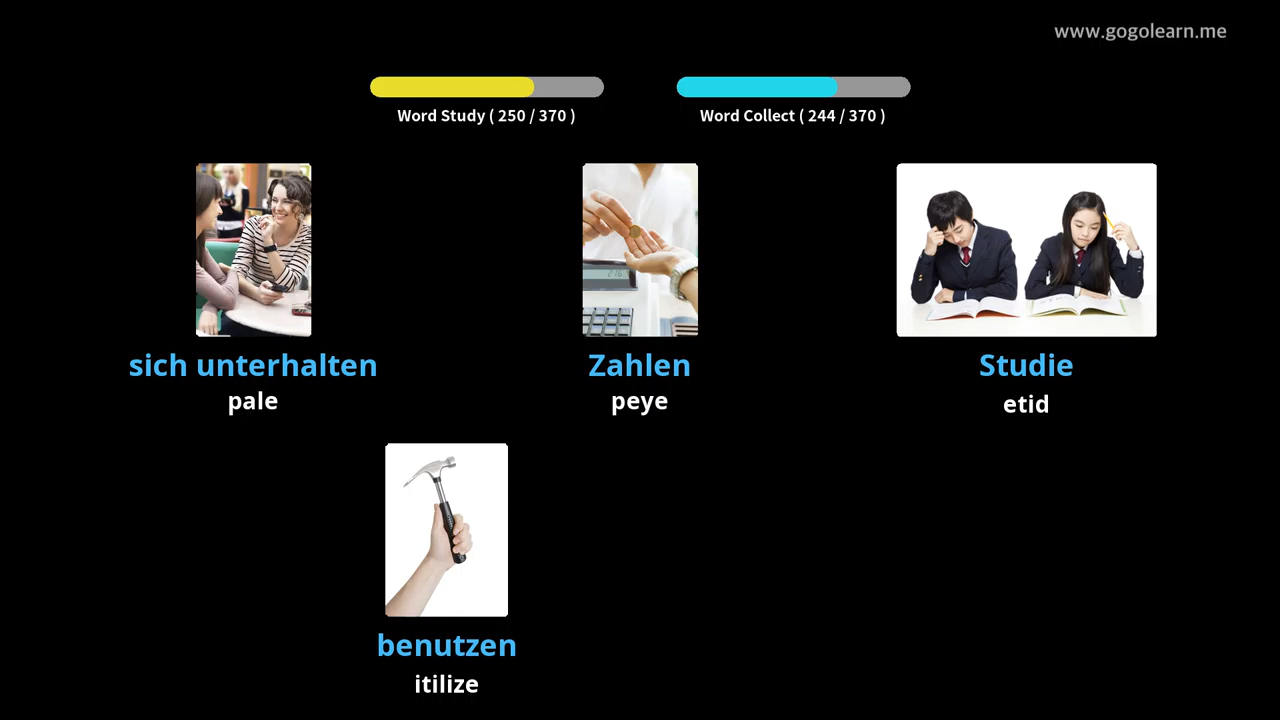 www.gogolearn.me
Word Study ( 250 / 370 )
Word Collect ( 244 / 370 )
sich unterhalten
pale
Zahlen
peye
Studie
etid
benutzen
itilize